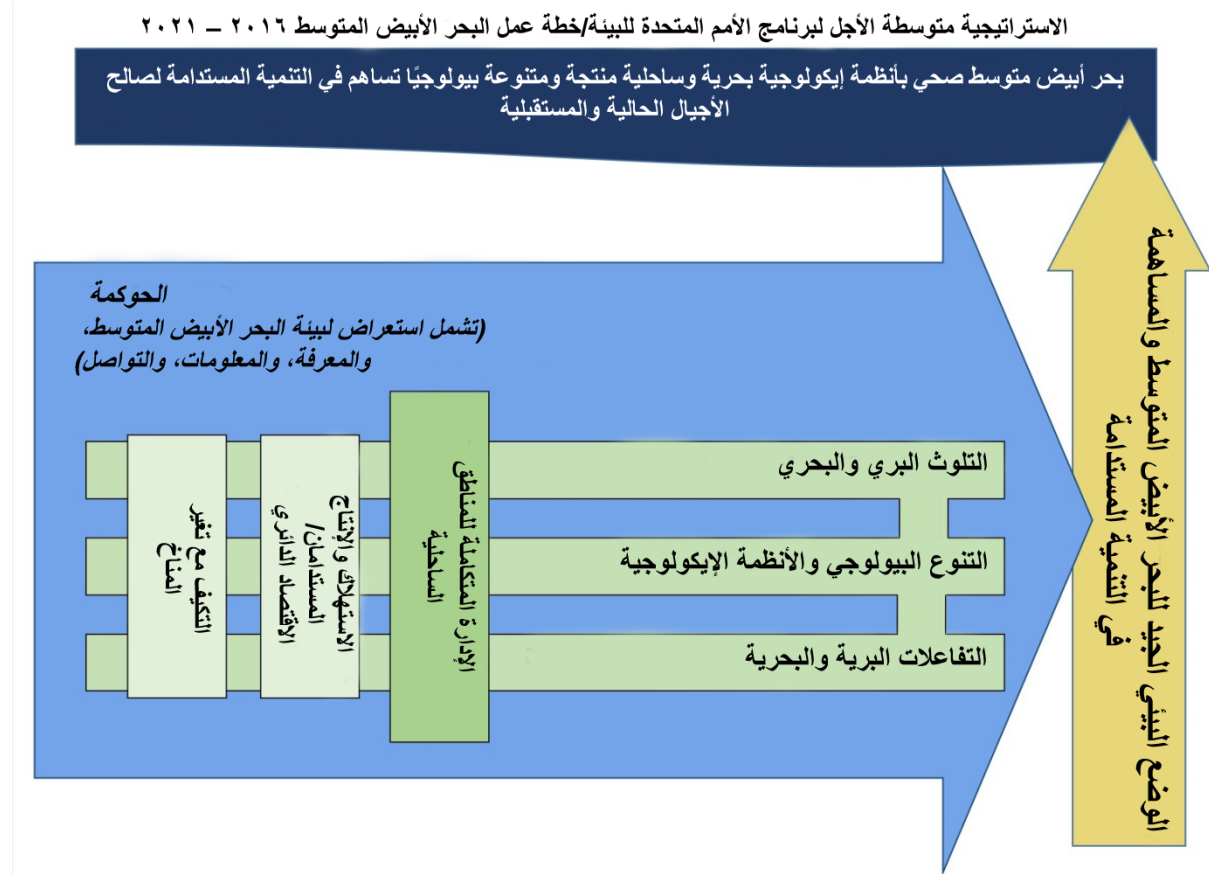 الاستراتيجية متوسطة الأجل لبرنامج الأمم المتحدة للبيئة/خطة عمل البحر الأبيض المتوسط ٢٠١٦ – ٢٠٢١
بحر أبيض متوسط صحي بأنظمة إيكولوجية بحرية وساحلية منتجة ومتنوعة بيولوجيًا تساهم في التنمية المستدامة لصالح
الأجيال الحالية والمستقبلية
الوضع البيئي الجيد للبحر الأبيض المتوسط والمساهمة
في التنمية المستدامة
الحوكمة
(تشمل استعراض لبيئة البحر الأبيض المتوسط،
والمعرفة، والمعلومات، والتواصل)
التلوث البري والبحري
التنوع البيولوجي والأنظمة الإيكولوجية
التفاعلات البرية والبحرية
الإدارة المتكاملة للمناطق
الساحلية
الاستهلاك والإنتاج
المستدامان/
الاقتصاد الدائري
التكيف مع تغير
المناخ